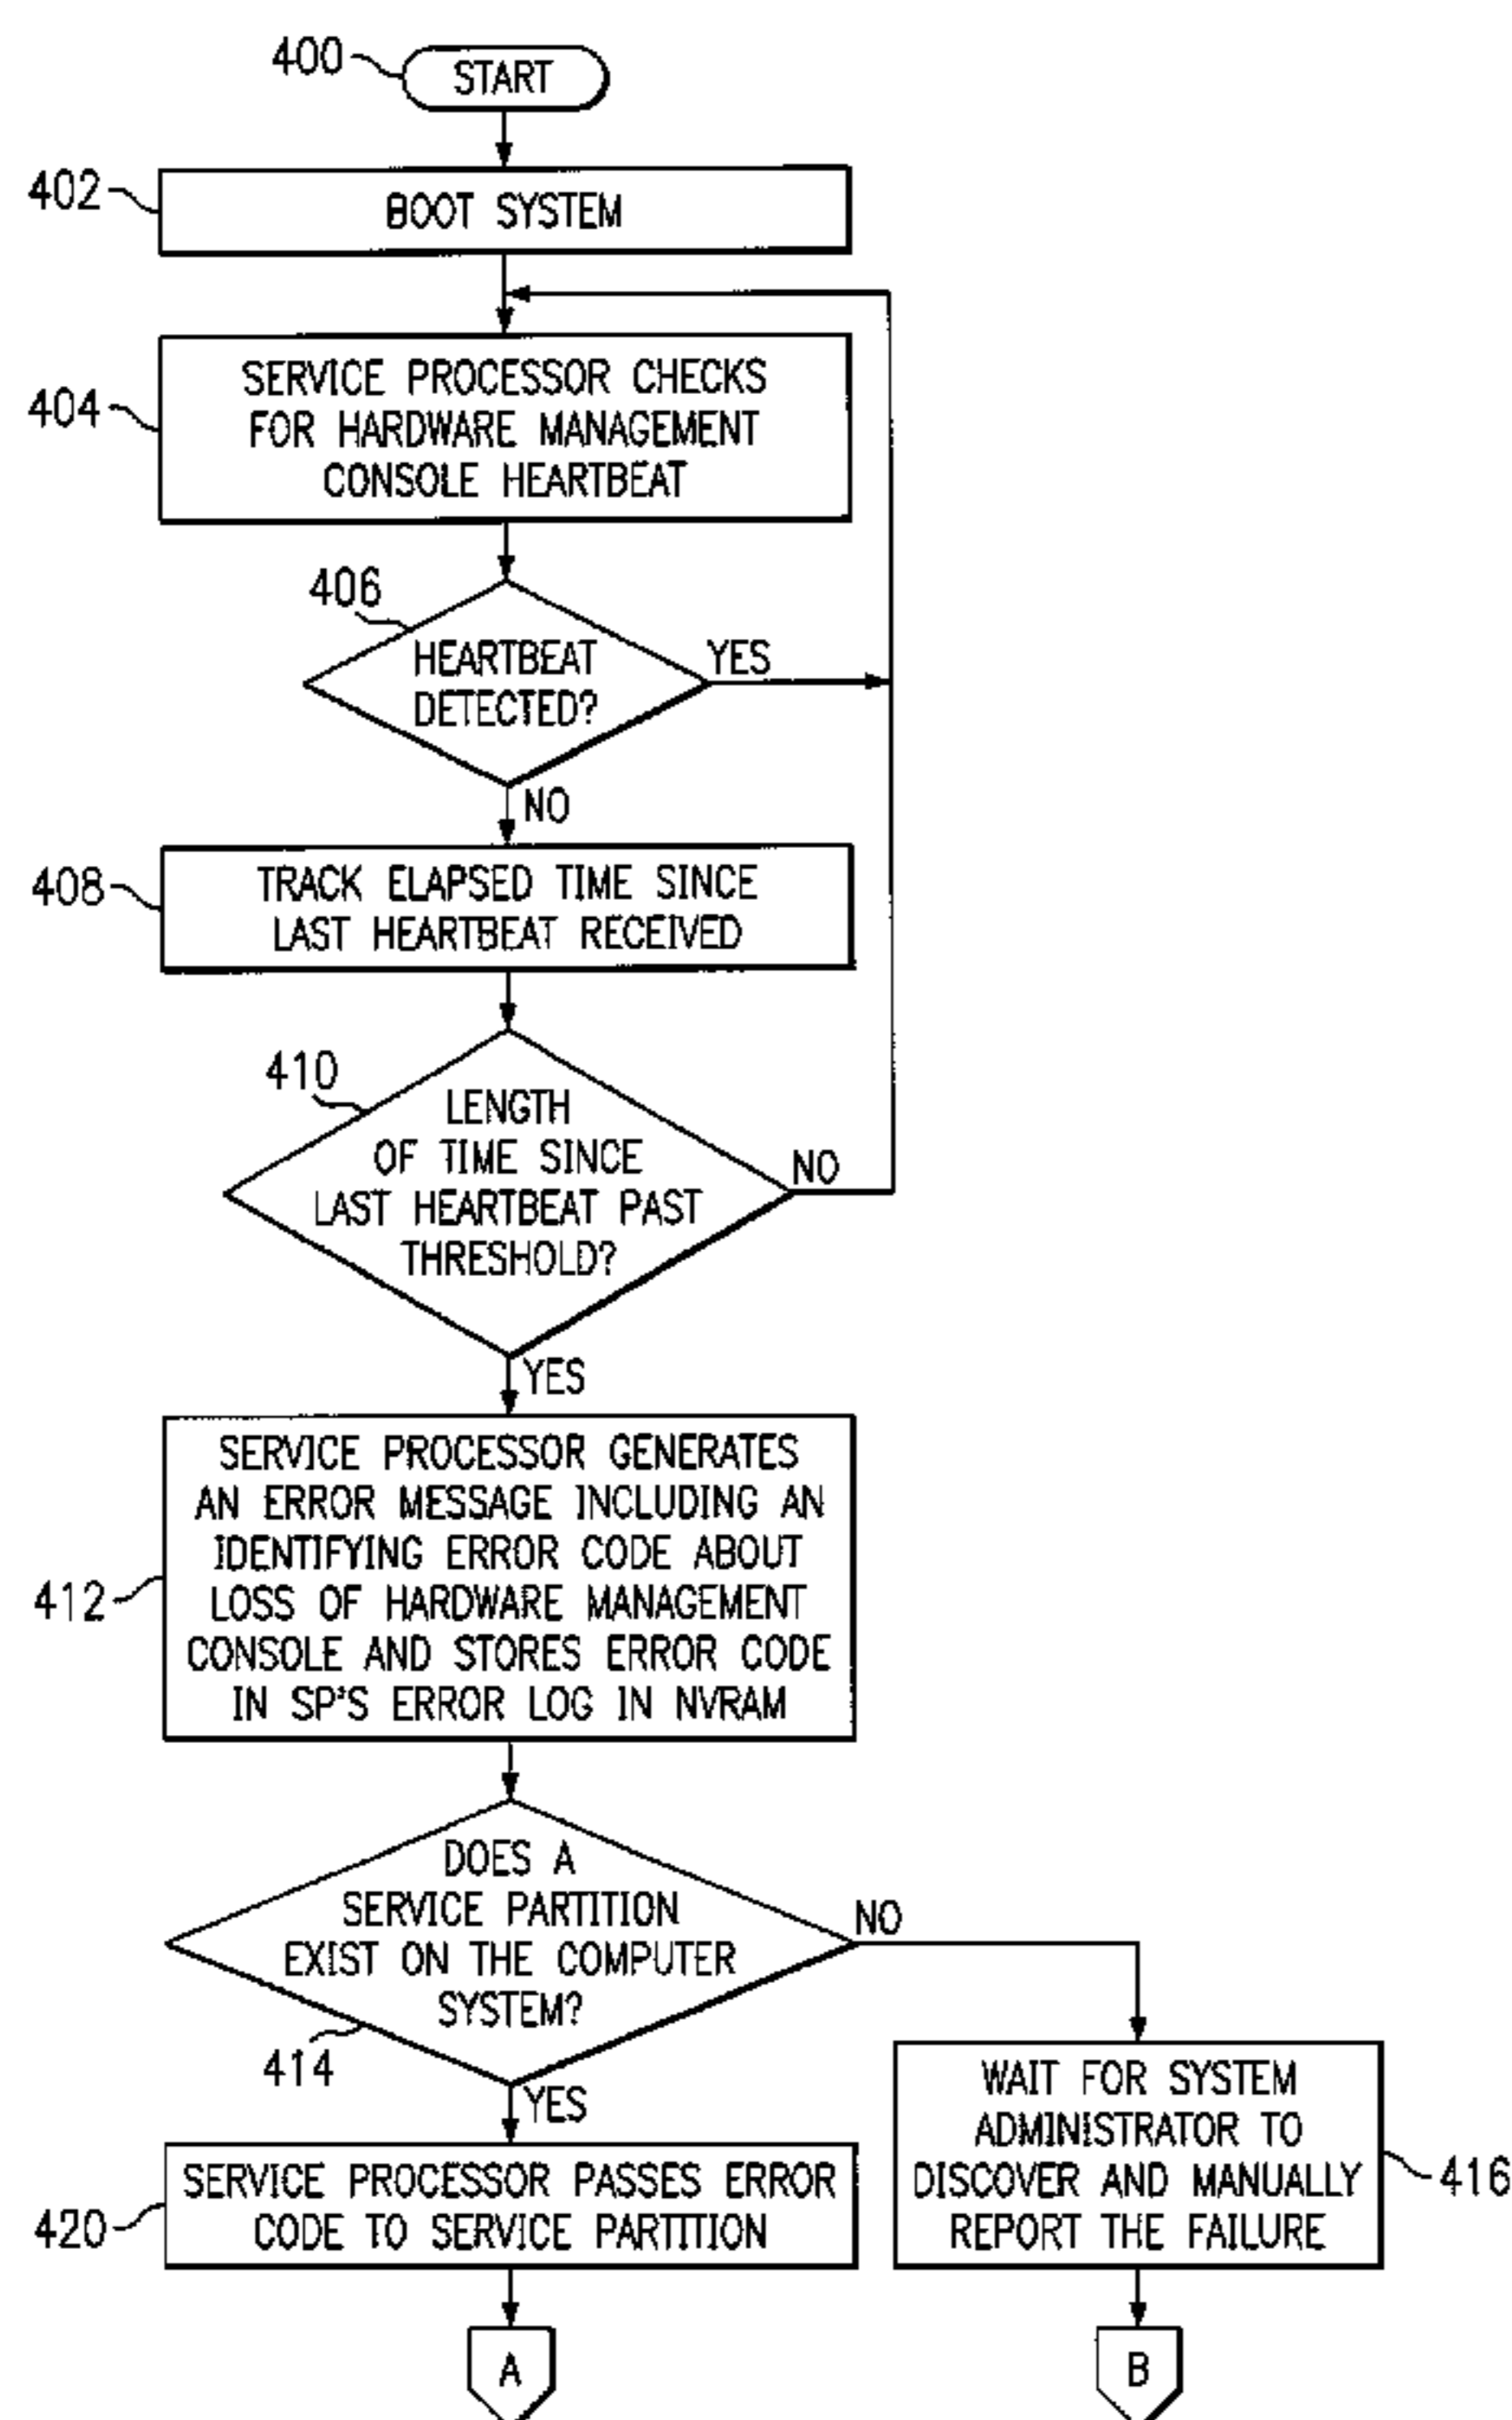 400
START
402
BOOT SYSTEM
404
SERVICE PROCESSOR CHECKS
FOR HARDWARE MANAGEMENT
CONSOLE HEARTBEAT
406
HEARTBEAT
DETECTED?
YES
NO
408
TRACK ELAPSED TIME SINCE
LAST HEARTBEAT RECEIVED
410
LENGTH
OF TIME SINCE
LAST HEARTBEAT PAST
THRESHOLD?
NO
YES
412
SERVICE PROCESSOR GENERATES
AN ERROR MESSAGE INCLUDING AN
IDENTIFYING ERROR CODE ABOUT
LOSS OF HARDWARE MANAGEMENT
CONSOLE AND STORES ERROR CODE
IN SP'S ERROR LOG IN NVRAM
DOES A
SERVICE PARTITION
EXIST ON THE COMPUTER
SYSTEM?
414
NO
YES
WAIT FOR SYSTEM
ADMINISTRATOR TO
DISCOVER AND MANUALLY
REPORT THE FAILURE
416
420
SERVICE PROCESSOR PASSES ERROR
CODE TO SERVICE PARTITION
A
B